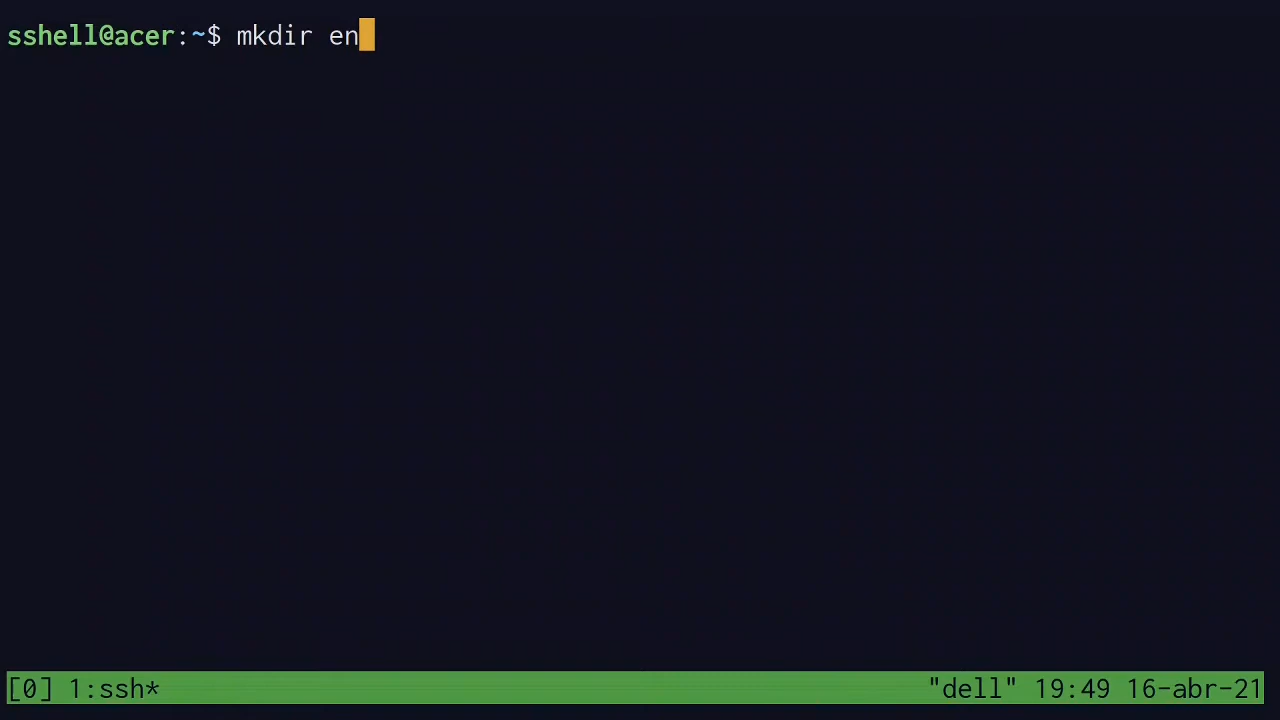 sshell@acer:~$ mkdir en
[0] 1:ssh* "dell" 19:49 16-abr-21